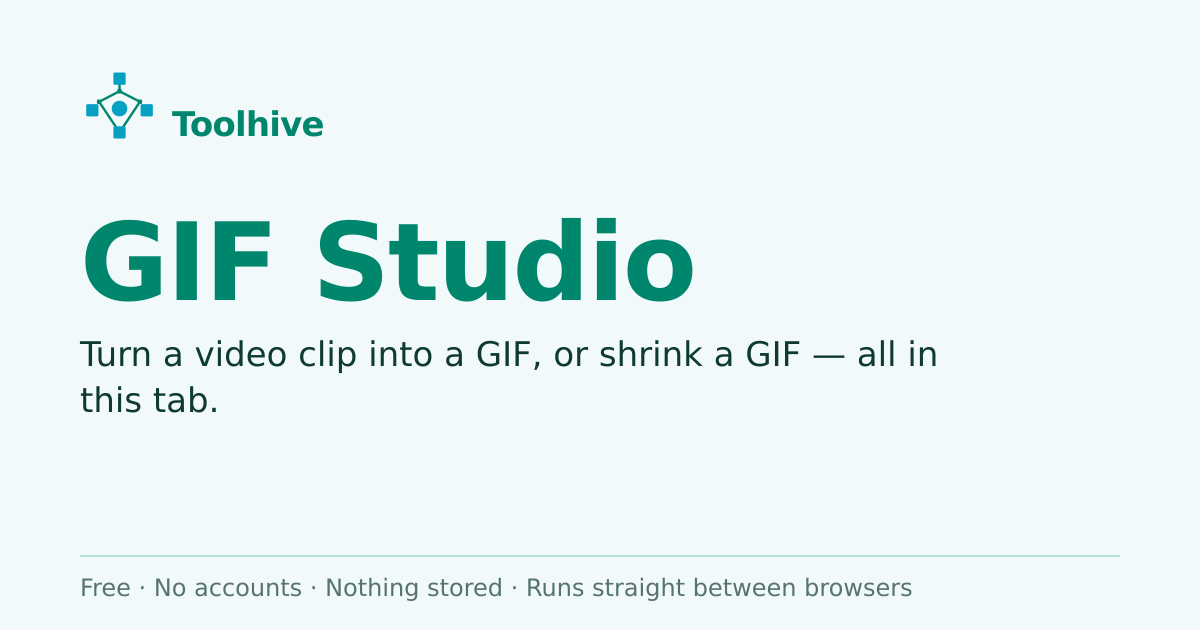 Toolhive
GIF Studio
Turn a video clip into a GIF, or shrink a GIF — all in
this tab.
Free · No accounts · Nothing stored · Runs straight between browsers